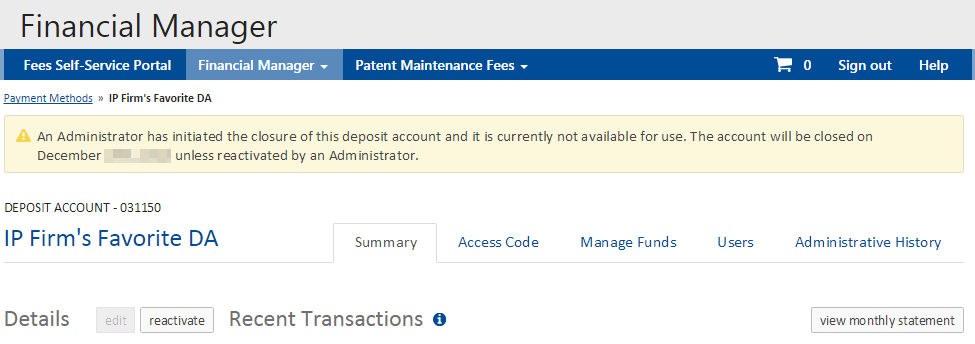 Financial Manager
Fees Self-Service Portal Financial Manager Patent Maintenance Fees 0 Sign out Help
Payment Methods » IP Firm's Favorite DA
An Administrator has initiated the closure of this deposit account and it is currently not available for use. The account will be closed on
December unless reactivated by an Administrator.
DEPOSIT ACCOUNT - 031150
IP Firm's Favorite DA Summary Access Code Manage Funds Users Administrative History
Details edit reactivate Recent Transactions view monthly statement